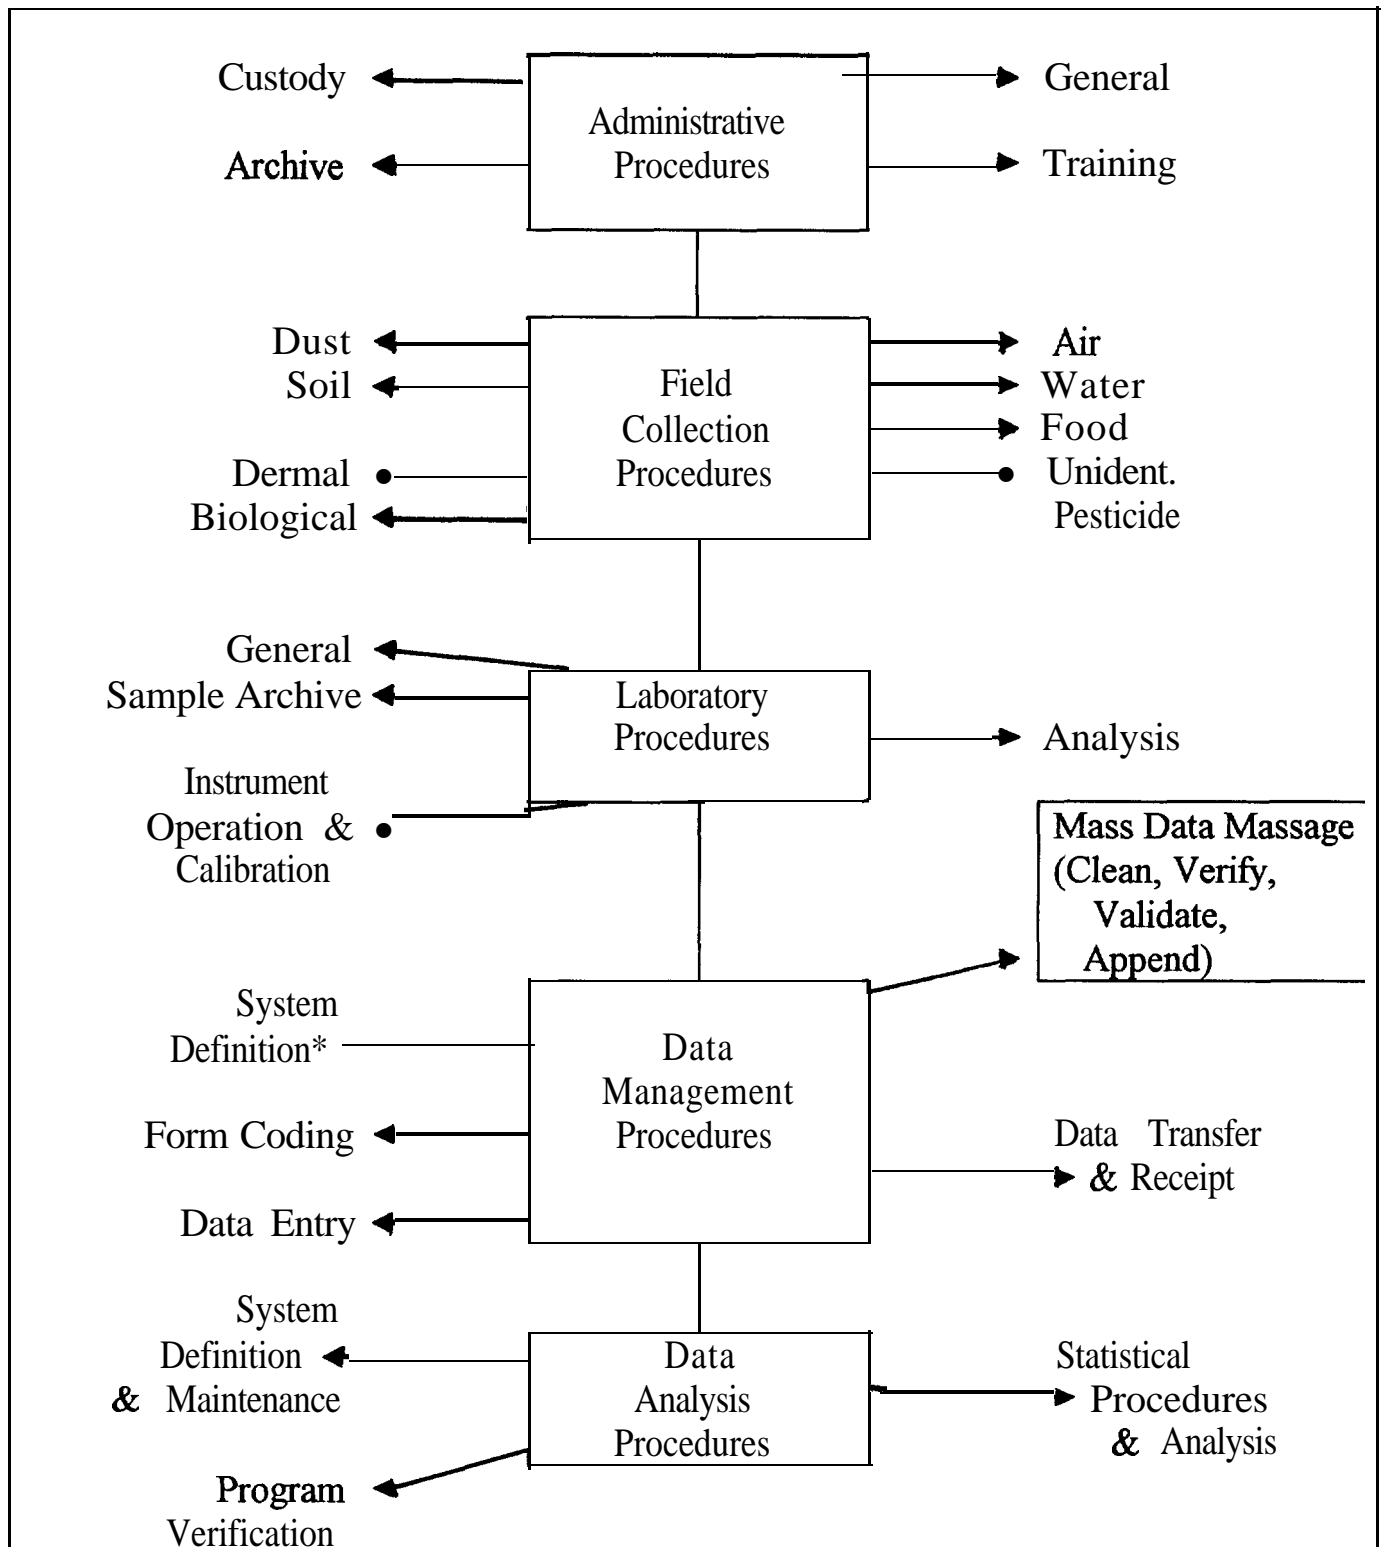 Custody
General
Administrative
Procedures
Archive
Training
Dust
Soil
Dermal
Biological
Field
Collection
Procedures
Air
Water
Food
Unident.
Pesticide
General
Sample Archive
Laboratory
Procedures
Analysis
Instrument
Operation &
Calibration
Mass Data Massage
(Clean, Verify,
Validate,
Append)
System
Definition*
Form Coding
Data Entry
Data
Management
Procedures
Data Transfer
& Receipt
System
Definition
& Maintenance
Data
Analysis
Procedures
Statistical
Procedures
& Analysis
Program
Verification